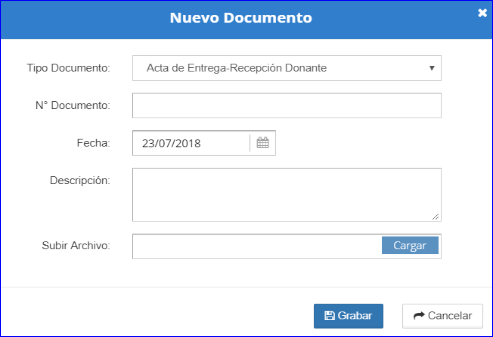 Nuevo Documento
Tipo Documento: Acta de Entrega-Recepción Donante
N° Documento:
Fecha: 23/07/2018
Descripción:
Subir Archivo: Cargar
Grabar Cancelar